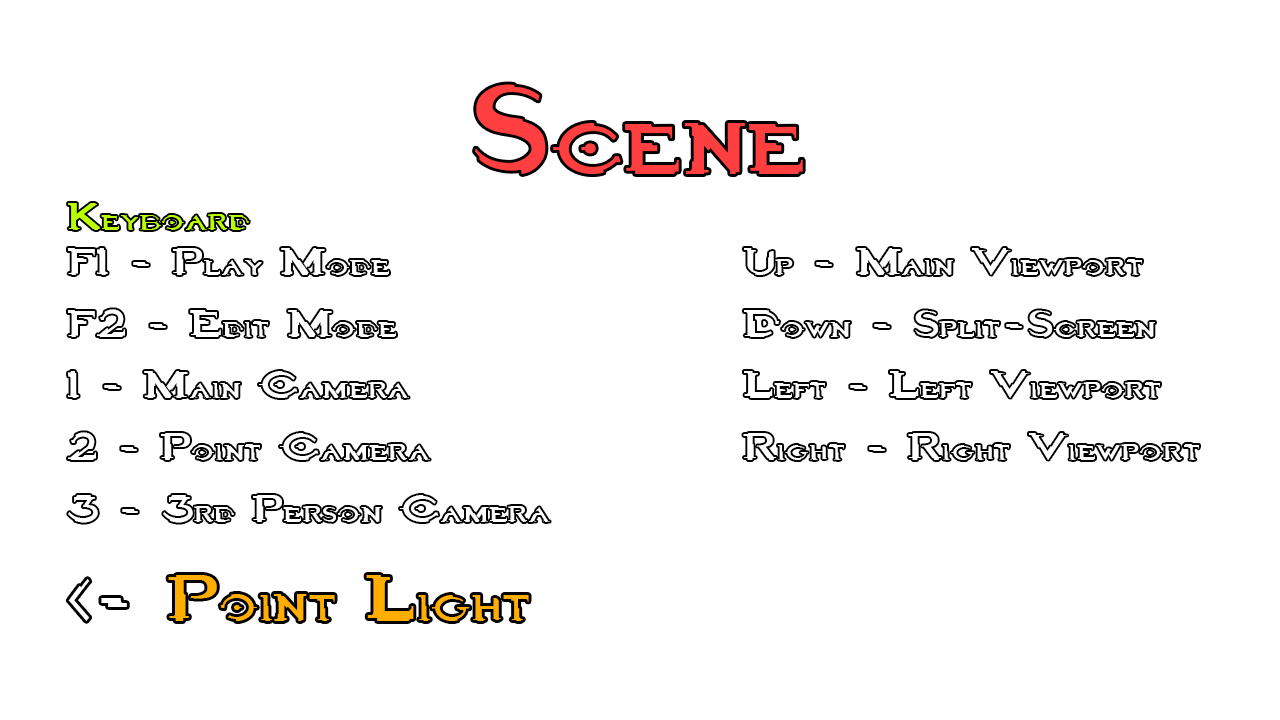 Scene
Keyboard
F1 - Play Mode
F2 - Edit Mode
1 - Main Camera
2 - Point Camera
3 - 3rd Person Camera
Up - Main Viewport
Down - Split-Screen
Left - Left Viewport
Right - Right Viewport
<- Point Light